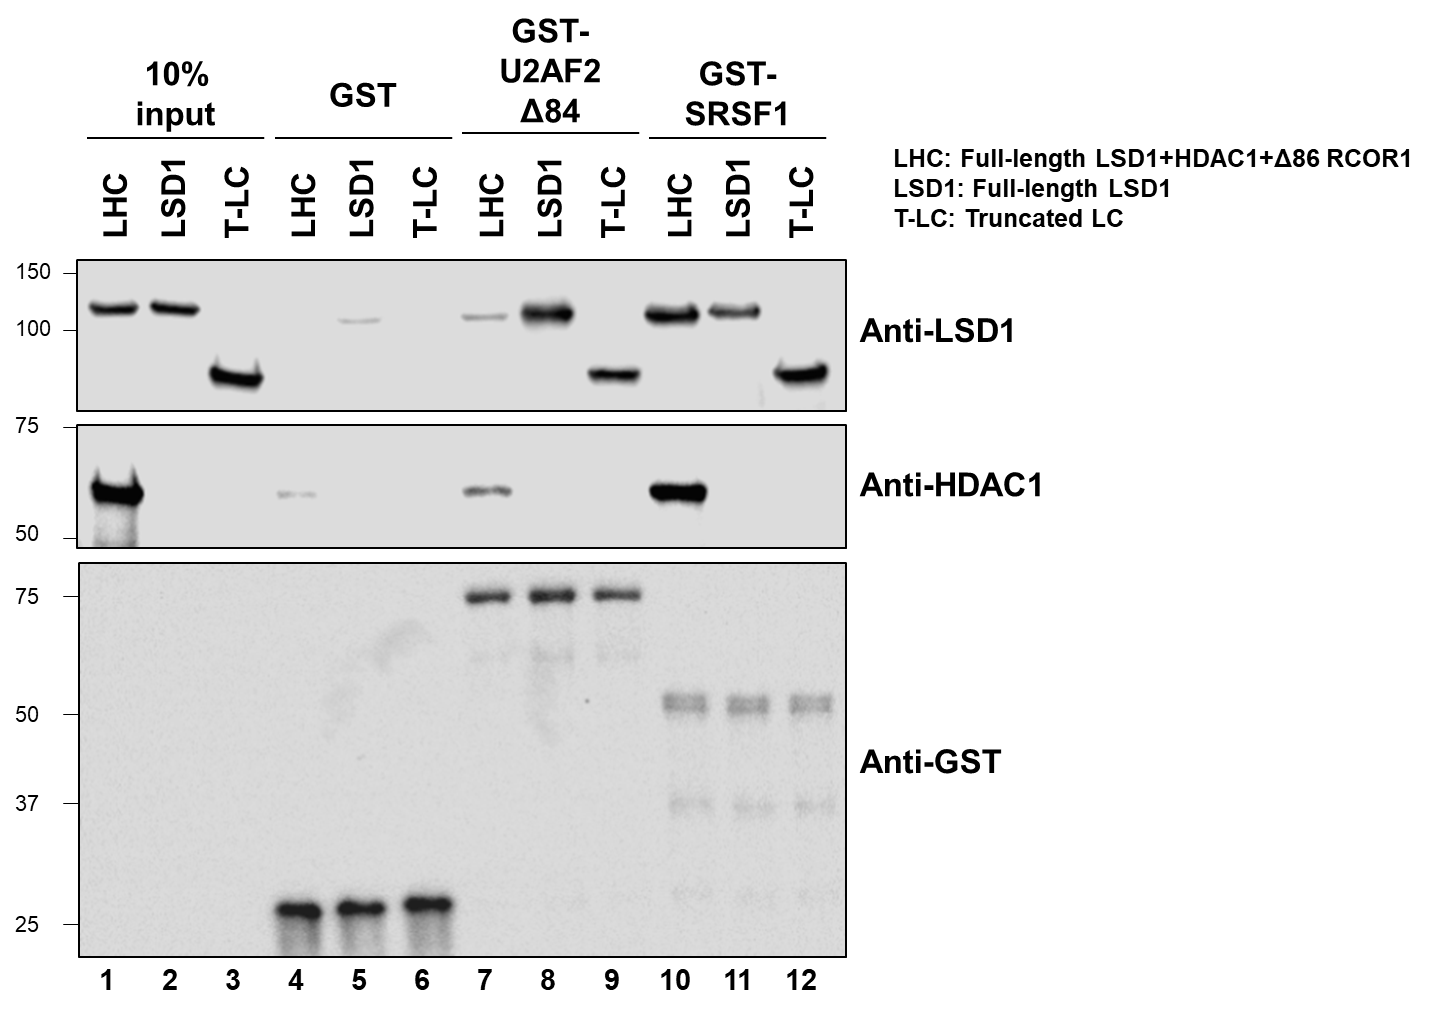 10%
input
GST
GST-
U2AF2
Δ84
GST-
SRSF1
LHC
LSD1
T-LC
LHC
LSD1
T-LC
LHC
LSD1
T-LC
LHC
LSD1
T-LC
LHC: Full-length LSD1+HDAC1+Δ86 RCOR1
LSD1: Full-length LSD1
T-LC: Truncated LC
150
100
Anti-LSD1
75
50
Anti-HDAC1
75
50
37
25
Anti-GST
1 2 3 4 5 6 7 8 9 10 11 12